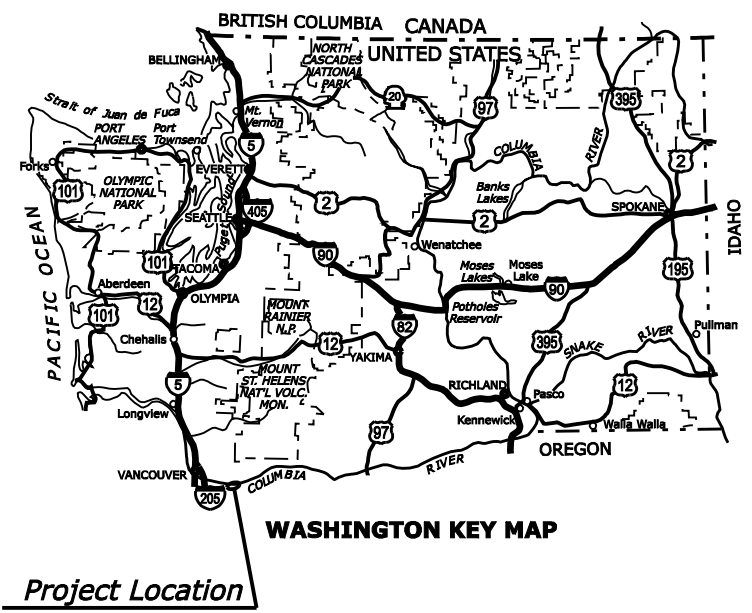 BRITISH COLUMBIA CANADA
UNITED STATES
BELLINGHAM
NORTH
CASCADES
NATIONAL
PARK
20
97
395
Strait of Juan de Fuca
Mt.
Vernon
PORT
ANGELES
Port
Townsend
5
COLUMBIA
RIVER
2
Forks
EVERETT
101
OLYMPIC
NATIONAL
PARK
Puget Sound
2
Banks
Lakes
SPOKANE
SEATTLE
405
2
IDAHO
PACIFIC OCEAN
90
Wenatchee
101
TACOMA
Moses
Lakes
Moses
Lake
195
Aberdeen
12
OLYMPIA
90
101
MOUNT
RAINIER
N.P.
Potholes
Reservoir
82
Chehalis
12
YAKIMA
395
SNAKE
RIVER
Pullman
5
MOUNT
ST. HELENS
NAT'L VOLC.
MON.
RICHLAND
12
Pasco
Longview
Kennewick
Walla Walla
97
OREGON
VANCOUVER
COLUMBIA
RIVER
205
WASHINGTON KEY MAP
Project Location